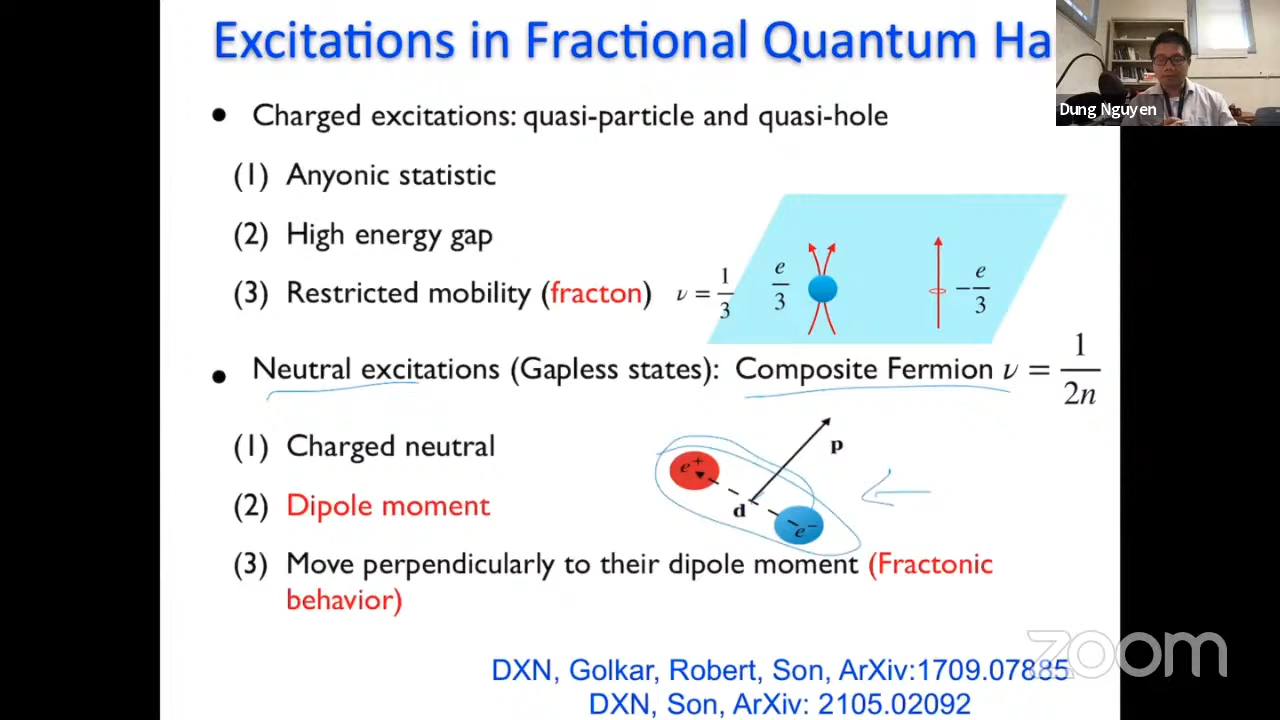 Excitations in Fractional Quantum Ha
Dung Nguyen
• Charged excitations: quasi-particle and quasi-hole
(1) Anyonic statistic
(2) High energy gap
(3) Restricted mobility (fracton) ν = 1/3
e/3
−e/3
• Neutral excitations (Gapless states): Composite Fermion ν = 1/2n
(1) Charged neutral
p
e⁺
(2) Dipole moment
d
e⁻
(3) Move perpendicularly to their dipole moment (Fractonic
behavior)
zoom
DXN, Golkar, Robert, Son, ArXiv:1709.07885
DXN, Son, ArXiv: 2105.02092